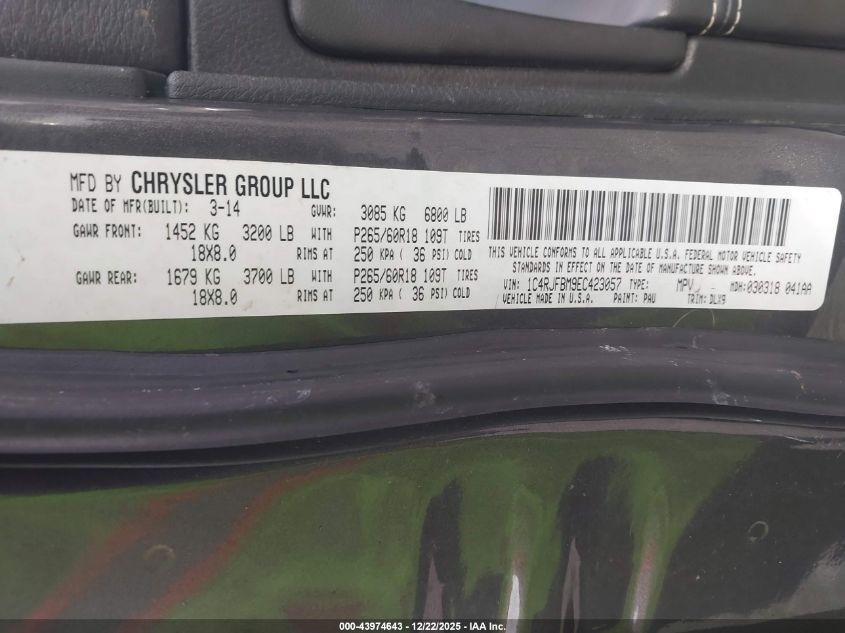 MFD BY CHRYSLER GROUP LLC
DATE OF MFR(BUILT): 3-14 GVWR: 3085 KG 6800 LB
GAWR FRONT: 1452 KG 3200 LB WITH P265/60R18 109T TIRES
18X8.0 RIMS AT 250 KPA ( 36 PSI) COLD
GAWR REAR: 1679 KG 3700 LB WITH P265/60R18 109T TIRES
18X8.0 RIMS AT 250 KPA ( 36 PSI) COLD
THIS VEHICLE CONFORMS TO ALL APPLICABLE U.S.A. FEDERAL MOTOR VEHICLE SAFETY
STANDARDS IN EFFECT ON THE DATE OF MANUFACTURE SHOWN ABOVE.
VIN: 1C4RJFBM9EC423057 TYPE: MPV MDH: 030318 041AA
VEHICLE MADE IN U.S.A. PAINT: PAU TRIM: DLX9
000-43974643 - 12/22/2025 - IAA Inc.